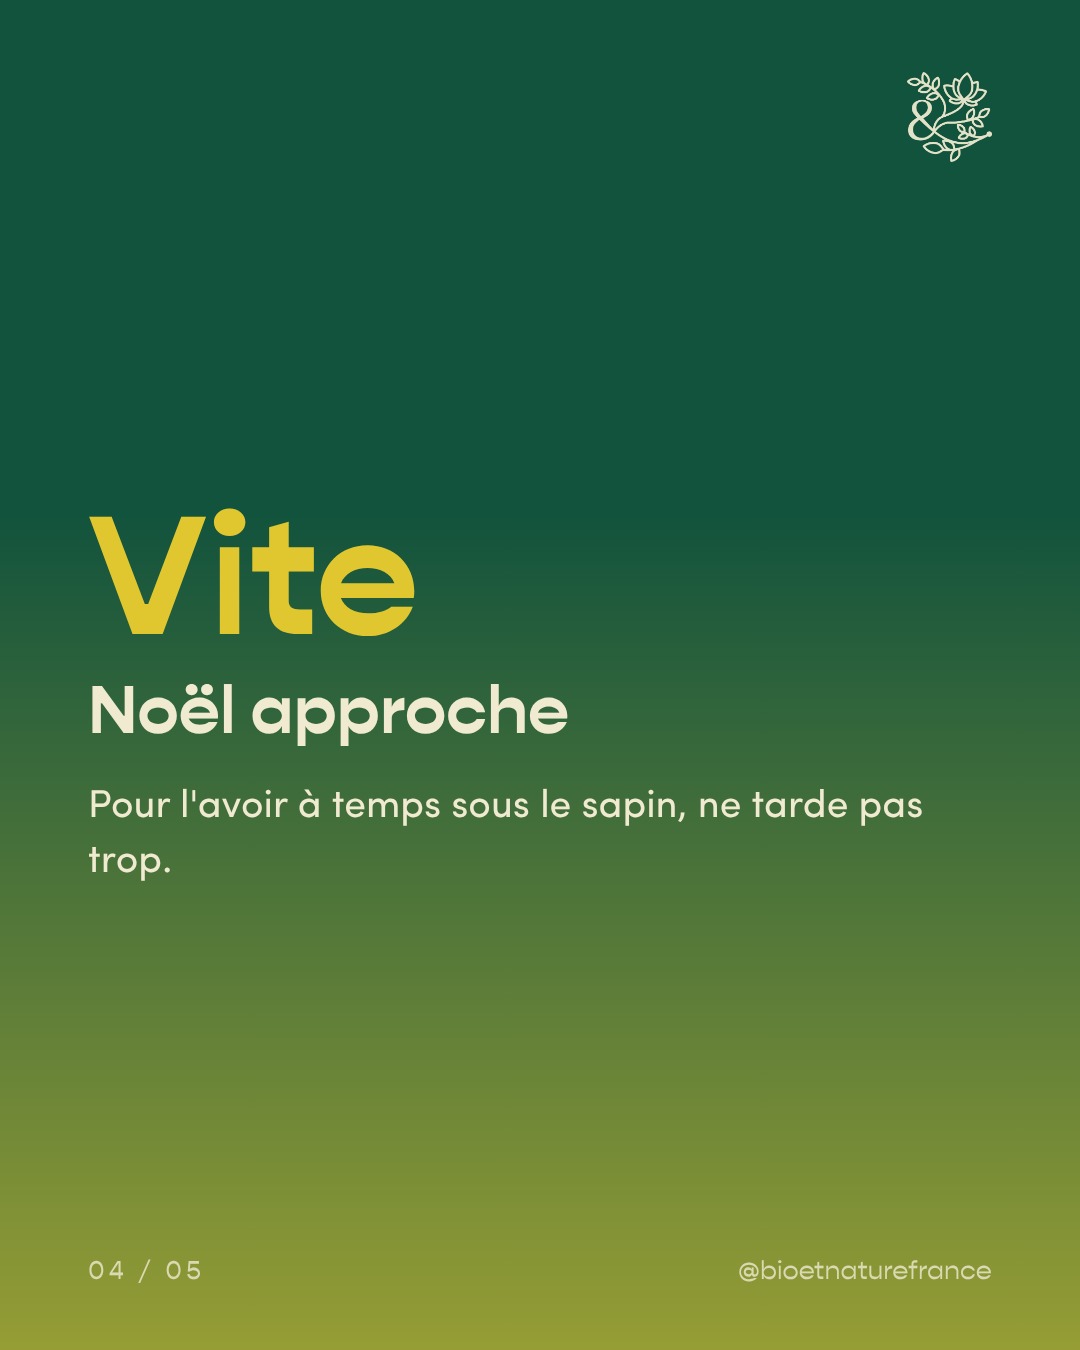 &
Vite
Noël approche
Pour l'avoir à temps sous le sapin, ne tarde pas
trop.
04 / 05
@bioetnaturefrance